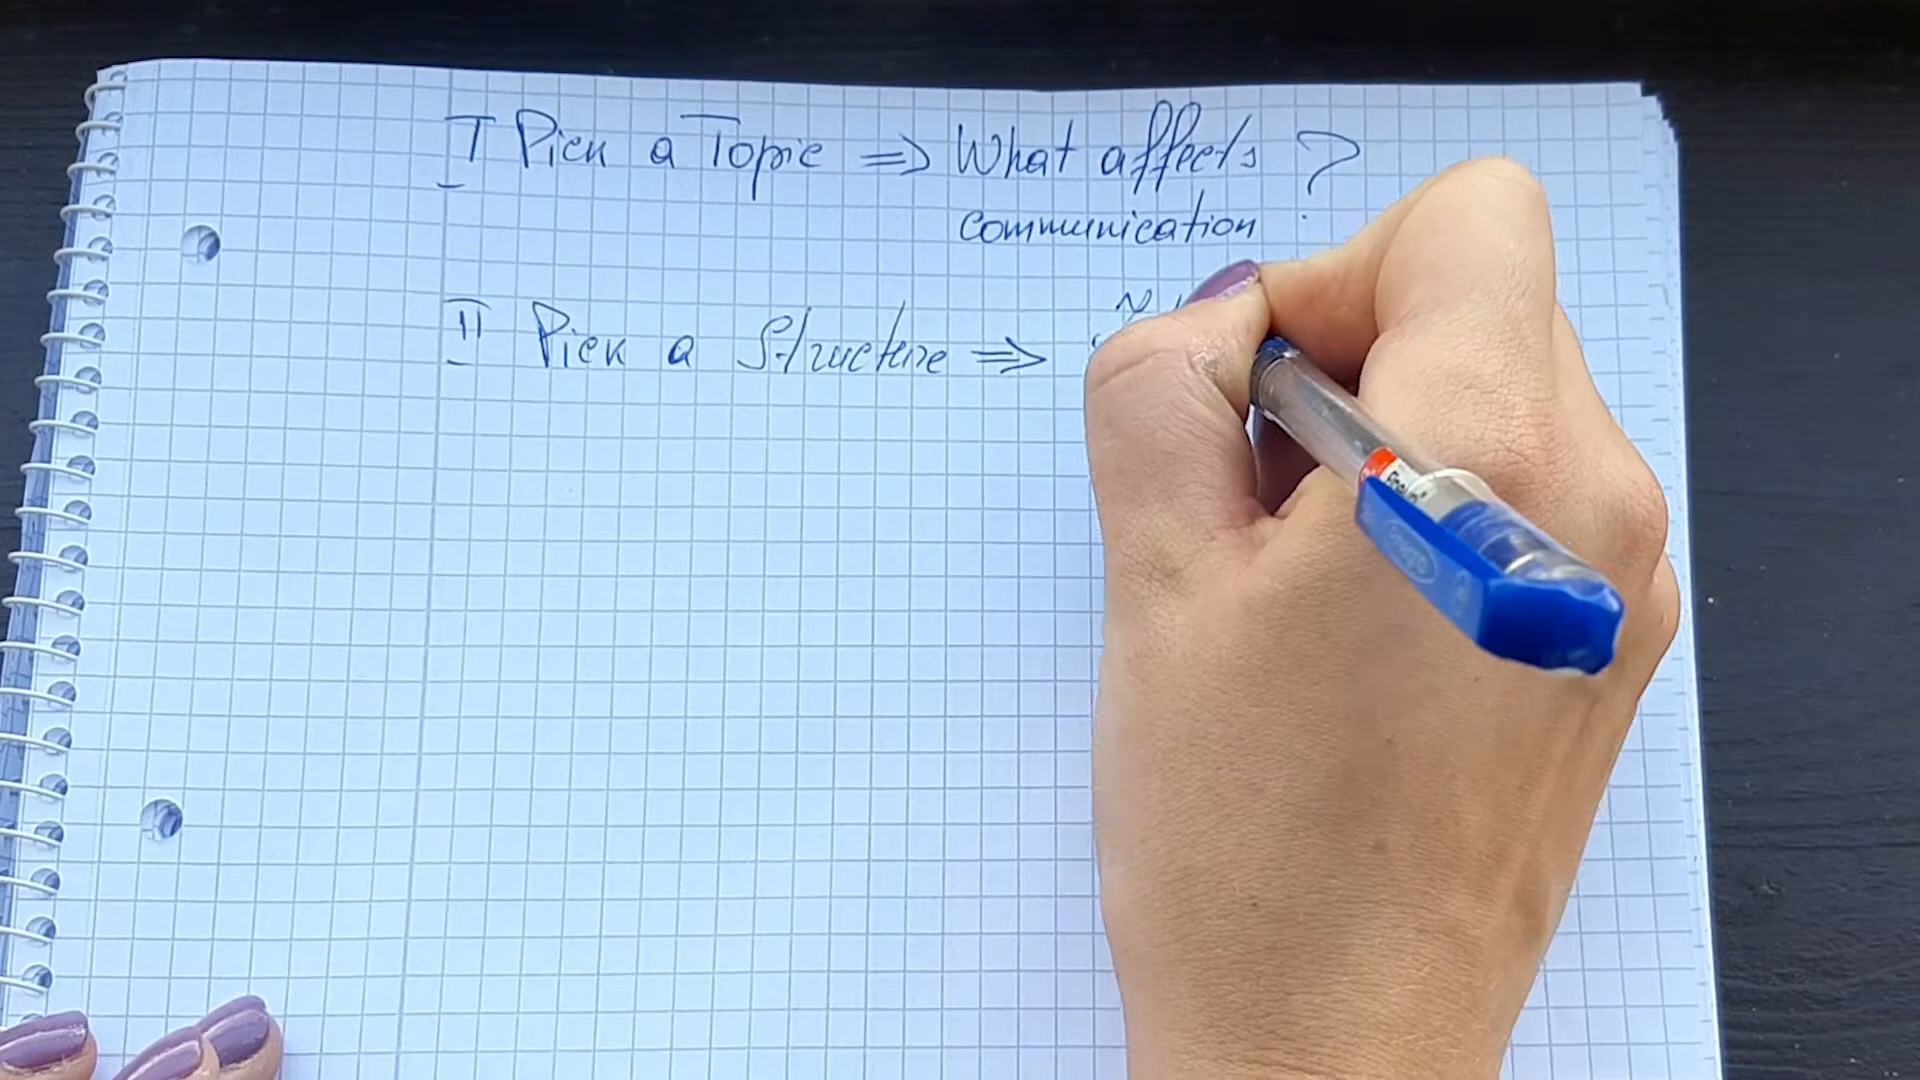 I Pick a Topic => What affects ?
communication
II Pick a Structure =>